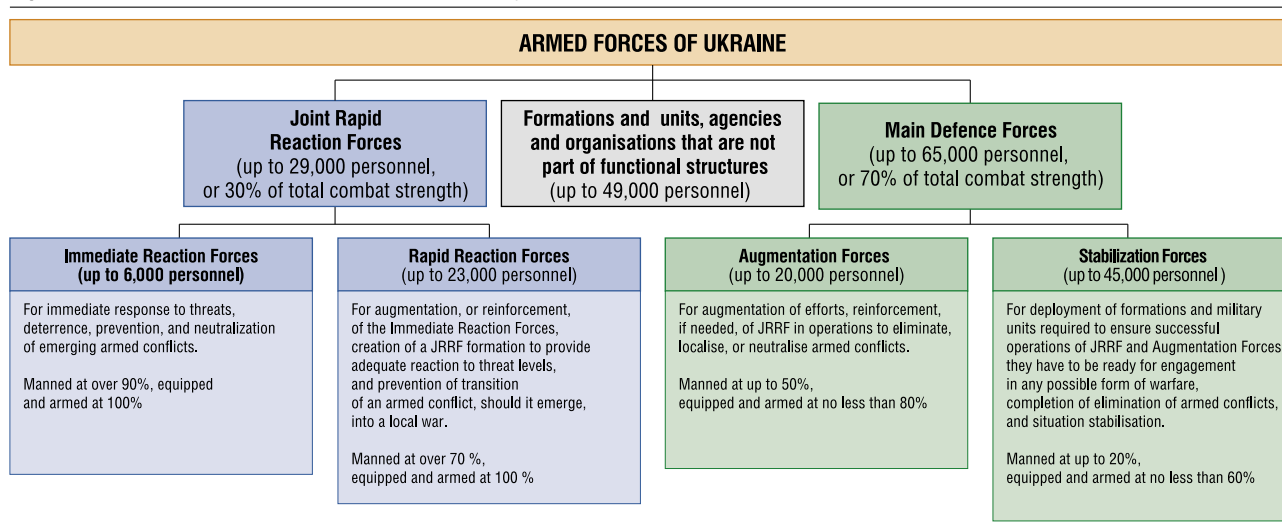 ARMED FORCES OF UKRAINE
Joint Rapid
Reaction Forces
(up to 29,000 personnel,
or 30% of total combat strength)
Formations and units, agencies
and organisations that are not
part of functional structures
(up to 49,000 personnel)
Main Defence Forces
(up to 65,000 personnel,
or 70% of total combat strength)
Immediate Reaction Forces
(up to 6,000 personnel)
For immediate response to threats,
deterrence, prevention, and neutralization
of emerging armed conflicts.
Manned at over 90%, equipped
and armed at 100%
Rapid Reaction Forces
(up to 23,000 personnel)
For augmentation, or reinforcement,
of the Immediate Reaction Forces,
creation of a JRRF formation to provide
adequate reaction to threat levels,
and prevention of transition
of an armed conflict, should it emerge,
into a local war.
Manned at over 70 %,
equipped and armed at 100 %
Augmentation Forces
(up to 20,000 personnel)
For augmentation of efforts, reinforcement,
if needed, of JRRF in operations to eliminate,
localise, or neutralise armed conflicts.
Manned at up to 50%,
equipped and armed at no less than 80%
Stabilization Forces
(up to 45,000 personnel)
For deployment of formations and military
units required to ensure successful
operations of JRRF and Augmentation Forces
they have to be ready for engagement
in any possible form of warfare,
completion of elimination of armed conflicts,
and situation stabilisation.
Manned at up to 20%,
equipped and armed at no less than 60%